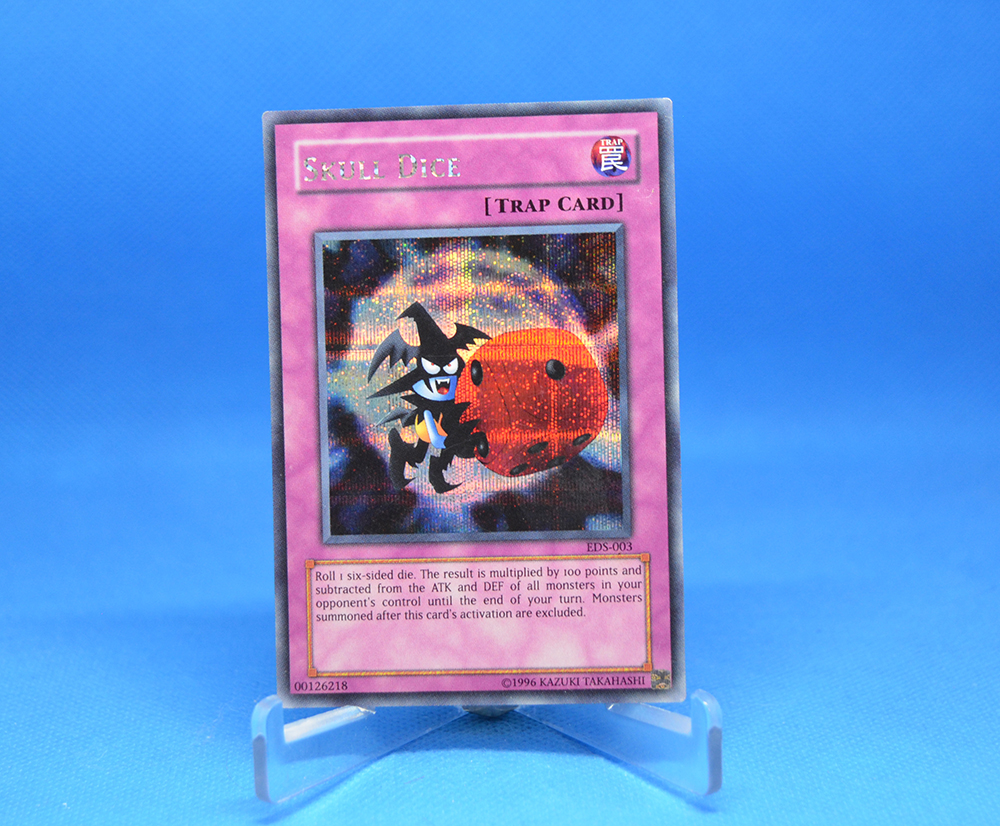 SKULL DICE
TRAP
罠
[TRAP CARD]
EDS-003
Roll 1 six-sided die. The result is multiplied by 100 points and
subtracted from the ATK and DEF of all monsters in your
opponent's control until the end of your turn. Monsters
summoned after this card's activation are excluded.
00126218
©1996 KAZUKI TAKAHASHI